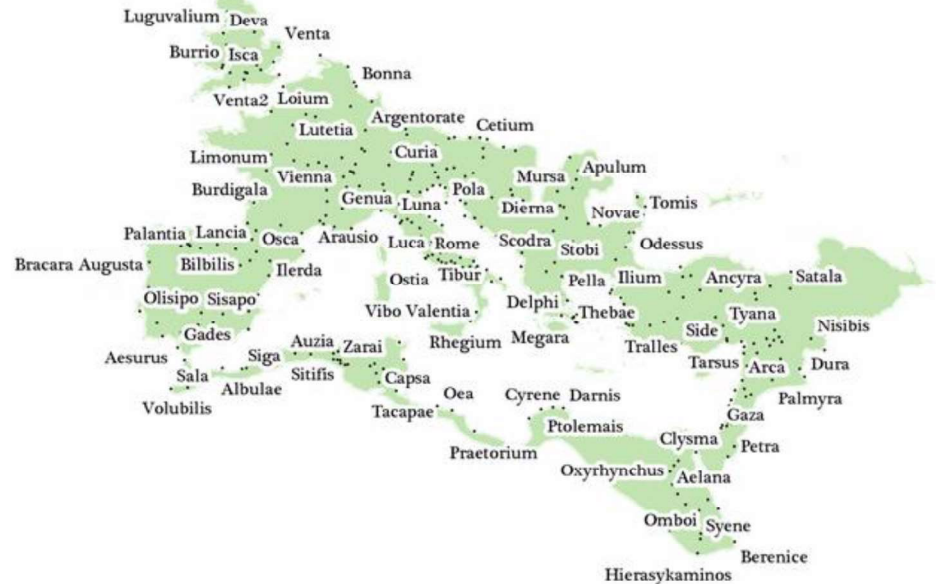 Luguvalium
Deva
Venta
Burrio
Isca
Bonna
Venta2
Loium
Argentorate
Cetium
Lutetia
Curia
Limonum
Vienna
Mursa
Apulum
Burdigala
Genua
Luna
Pola
Dierna
Novae
Tomis
Palantia
Lancia
Osca
Arausio
Luca
Rome
Scodra
Stobi
Odessus
Bracara Augusta
Bilbilis
Ilerda
Ostia
Tibur
Pella
Ilium
Ancyra
Satala
Olisipo
Sisapo
Vibo Valentia
Delphi
Thebae
Tyana
Gades
Rhegium
Megara
Side
Nisibis
Aesurus
Siga
Auzia
Zarai
Tralles
Tarsus
Arca
Dura
Sala
Albulae
Sitifis
Capsa
Palmyra
Volubilis
Tacapae
Oea
Cyrene
Darnis
Gaza
Praetorium
Ptolemais
Clysma
Petra
Oxyrhynchus
Aelana
Omboi
Syene
Berenice
Hierasykaminos